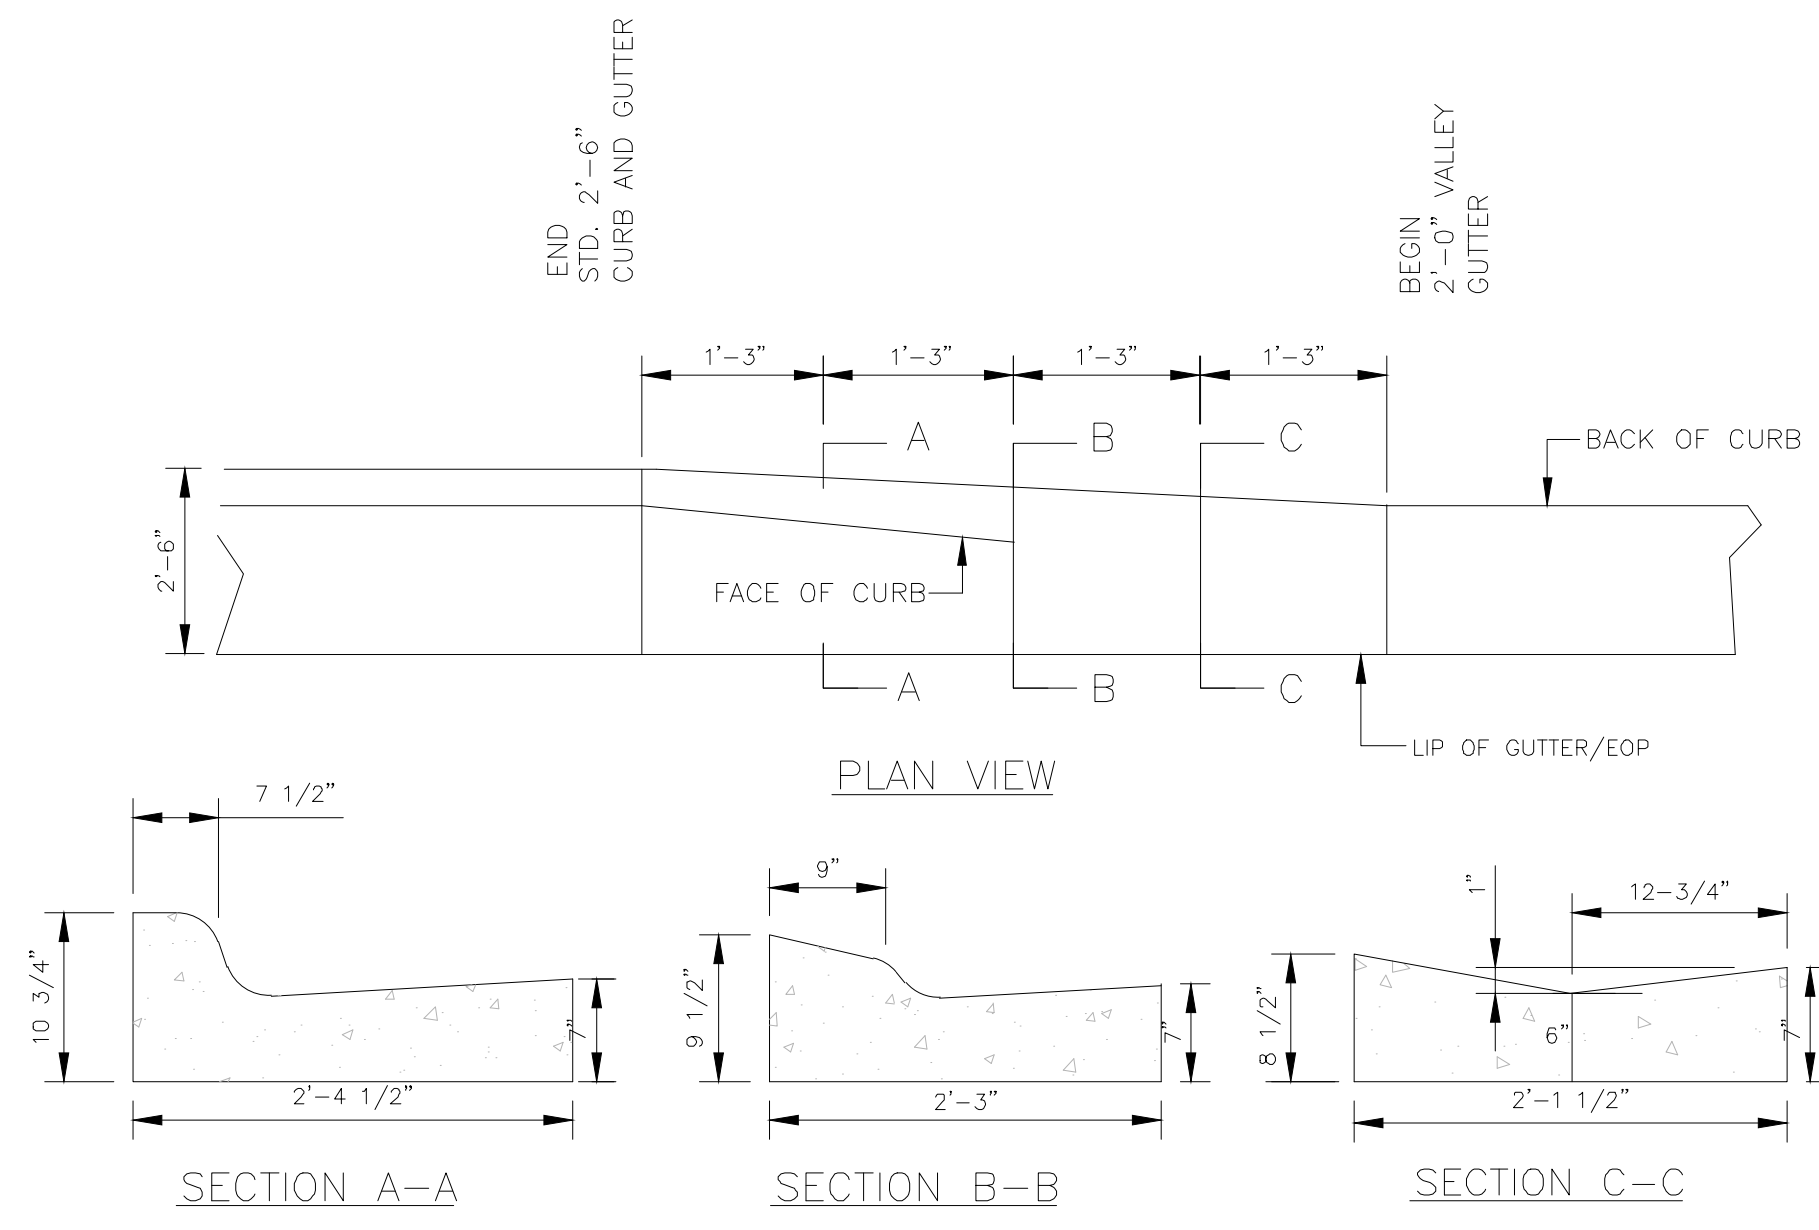 END
STD. 2'-6"
CURB AND GUTTER
BEGIN
2'-0" VALLEY
GUTTER
1'-3"
1'-3"
1'-3"
1'-3"
A
B
C
BACK OF CURB
2'-6"
FACE OF CURB
A
B
C
LIP OF GUTTER/EOP
PLAN VIEW
7 1/2"
10 3/4"
7"
2'-4 1/2"
SECTION A-A
9"
9 1/2"
7"
2'-3"
SECTION B-B
1"
12-3/4"
8 1/2"
6"
7"
2'-1 1/2"
SECTION C-C